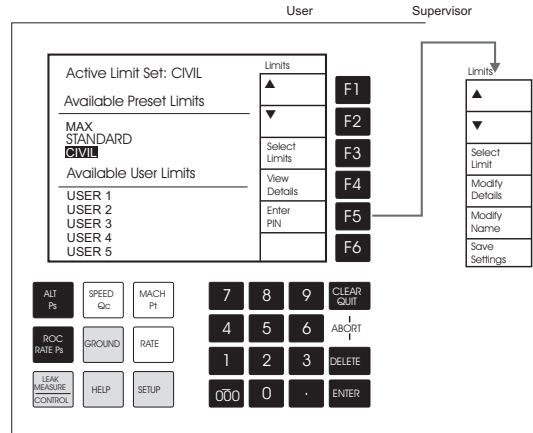 User
Supervisor
Active Limit Set: CIVIL
Available Preset Limits
MAX
STANDARD
CIVIL
Available User Limits
USER 1
USER 2
USER 3
USER 4
USER 5
Limits
▲
▼
Select
Limits
View
Details
Enter
PIN
F1
F2
F3
F4
F5
F6
Limits
▲
▼
Select
Limit
Modify
Details
Modify
Name
Save
Settings
ALT
Ps
SPEED
Qc
MACH
Pt
ROC
RATE Ps
GROUND
RATE
LEAK
MEASURE
CONTROL
HELP
SETUP
7
8
9
CLEAR
QUIT
4
5
6
ABORT
1
2
3
DELETE
000
0
.
ENTER